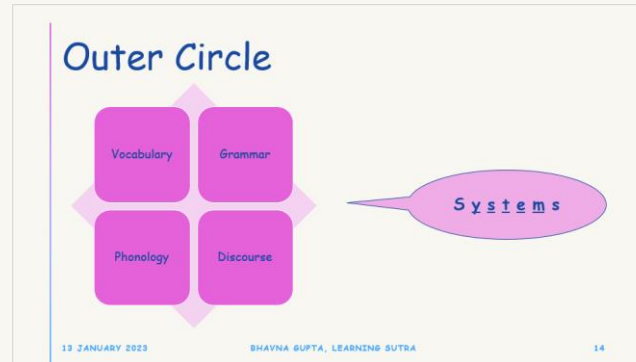 Outer Circle
Vocabulary
Grammar
Phonology
Discourse
S y s t e m s
13 JANUARY 2023
BHAVNA GUPTA, LEARNING SUTRA
14